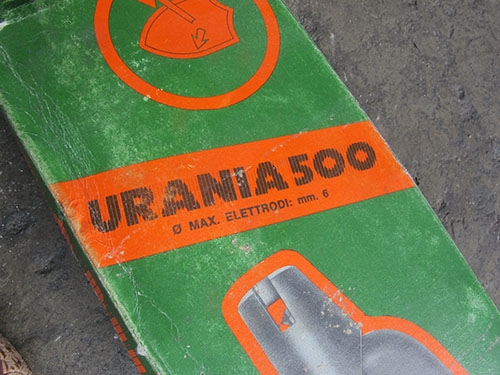 URANIA 500
Ø MAX. ELETTRODI: mm. 6